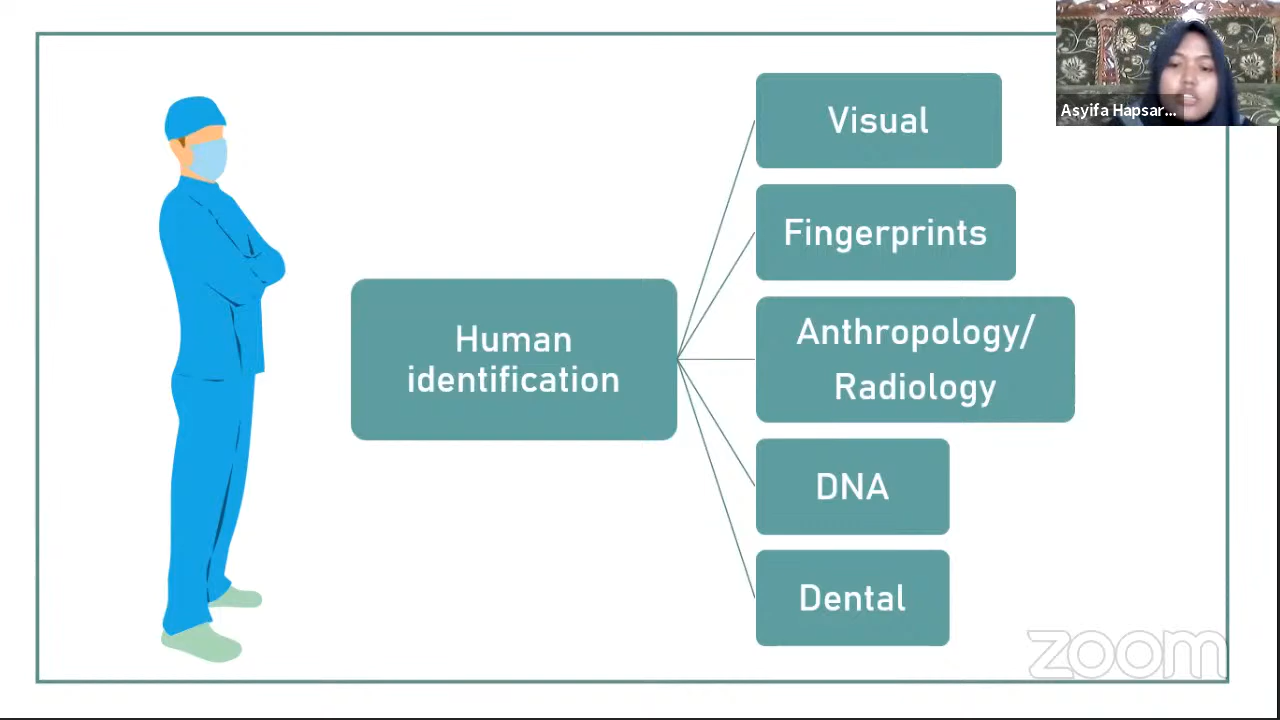 Visual
Asyifa Hapsar...
Fingerprints
Human
identification
Anthropology/
Radiology
DNA
Dental
zoom